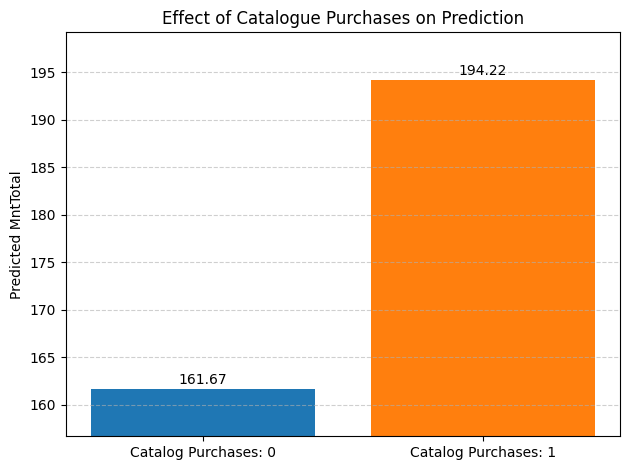 Effect of Catalogue Purchases on Prediction
Predicted MntTotal
195
190
185
180
175
170
165
160
161.67
194.22
Catalog Purchases: 0
Catalog Purchases: 1